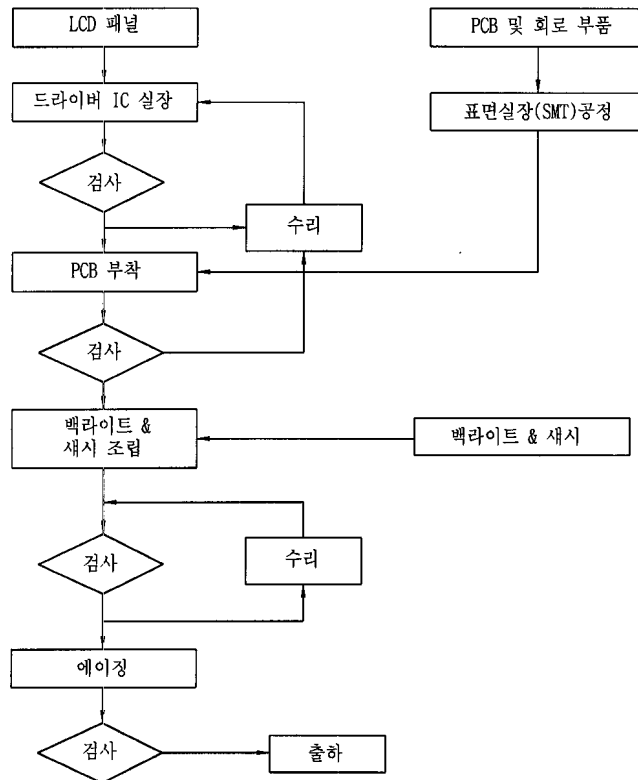 LCD 패널
PCB 및 회로 부품
드라이버 IC 실장
표면실장(SMT)공정
검사
수리
PCB 부착
검사
백라이트 &
섀시 조립
백라이트 & 섀시
검사
수리
에이징
검사
출하